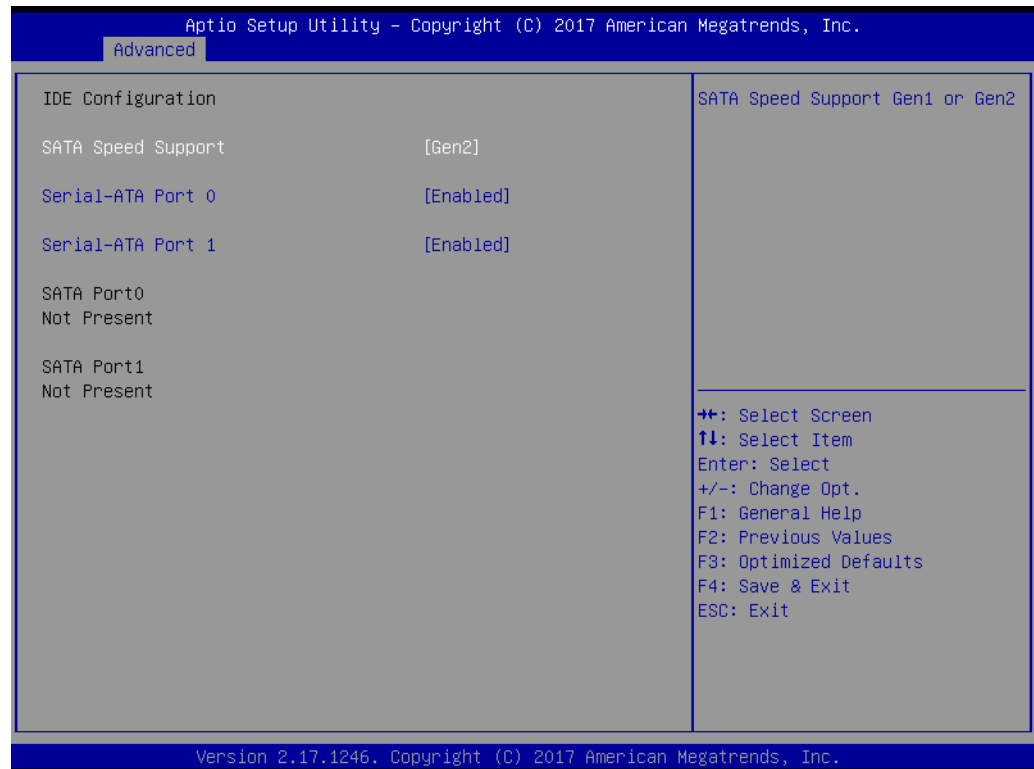 Aptio Setup Utility – Copyright (C) 2017 American Megatrends, Inc.
Advanced
IDE Configuration
SATA Speed Support [Gen2]
Serial-ATA Port 0 [Enabled]
Serial-ATA Port 1 [Enabled]
SATA Port0
Not Present
SATA Port1
Not Present
SATA Speed Support Gen1 or Gen2
→←: Select Screen
↑↓: Select Item
Enter: Select
+/-: Change Opt.
F1: General Help
F2: Previous Values
F3: Optimized Defaults
F4: Save & Exit
ESC: Exit
Version 2.17.1246. Copyright (C) 2017 American Megatrends, Inc.